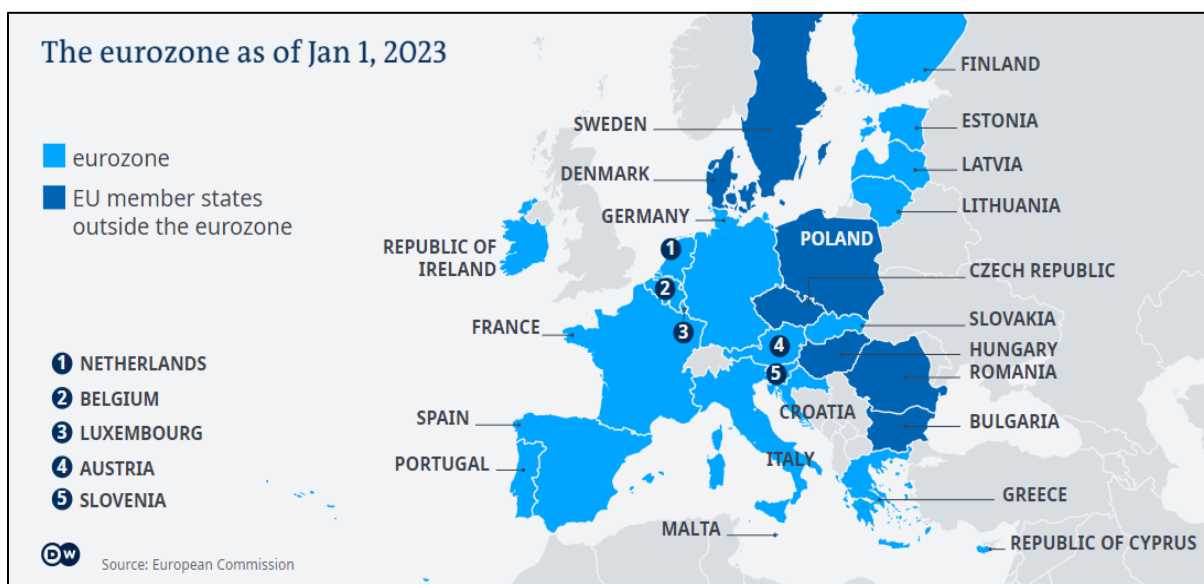 The eurozone as of Jan 1, 2023
eurozone
EU member states
outside the eurozone
FINLAND
SWEDEN
ESTONIA
DENMARK
LATVIA
GERMANY
LITHUANIA
REPUBLIC OF
IRELAND
1
POLAND
2
CZECH REPUBLIC
FRANCE
3
SLOVAKIA
4
HUNGARY
5
ROMANIA
CROATIA
SPAIN
BULGARIA
PORTUGAL
ITALY
GREECE
MALTA
REPUBLIC OF CYPRUS
1 NETHERLANDS
2 BELGIUM
3 LUXEMBOURG
4 AUSTRIA
5 SLOVENIA
DW
Source: European Commission